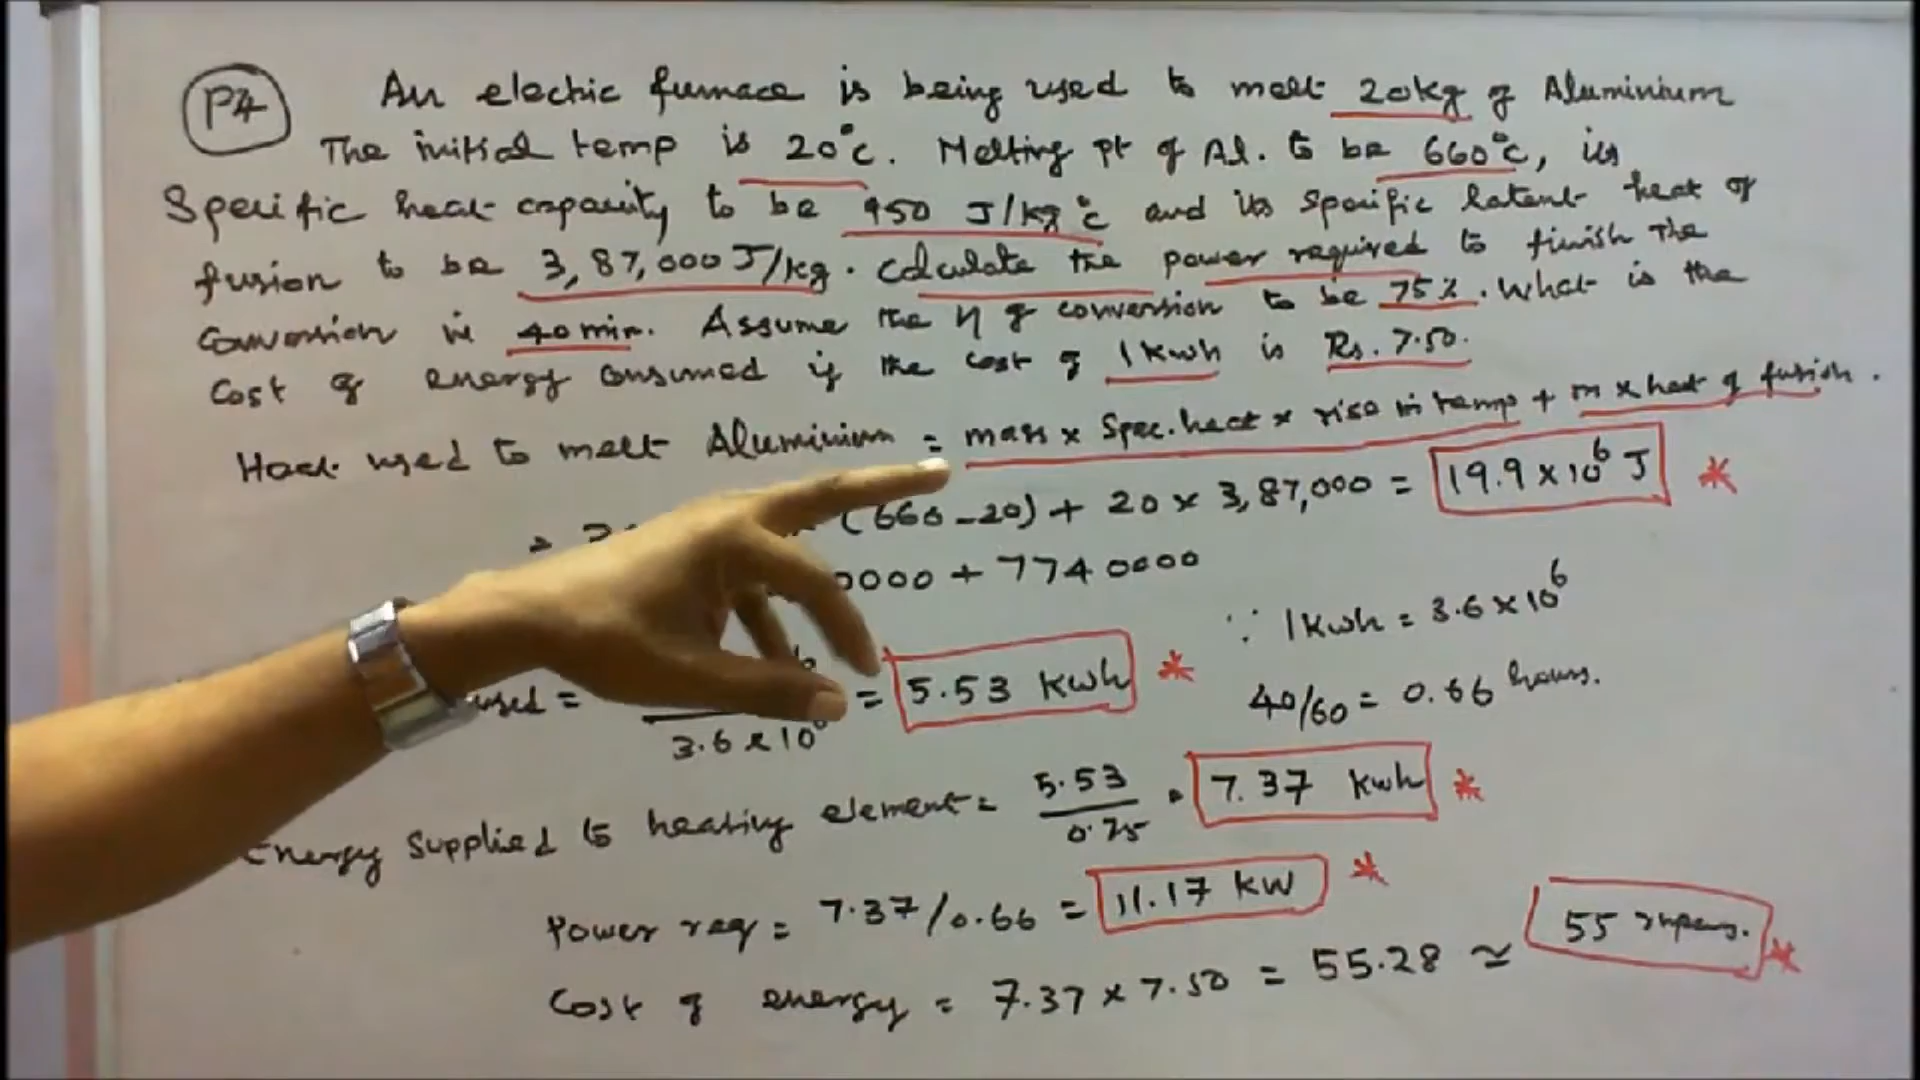 P4
An electric furnace is being used to melt 20kg of Aluminium
The initial temp is 20°c. Melting pt of Al. to be 660°c, its
Specific heat capacity to be 950 J/kg°c and its specific latent heat of
fusion to be 3,87,000 J/kg. Calculate the power required to finish the
conversion in 40 min. Assume the η of conversion to be 75%. What is the
Cost of energy consumed if the cost of 1 kwh is Rs. 7.50.
Heat used to melt Aluminium = mass x Spec. heat x rise in temp + m x heat of fusion.
= (660-20) + 20 x 3,87,000 = 19.9 x 10⁶ J *
0000 + 7740000
∵ 1 kwh = 3.6 x 10⁶
used = 3.6 x 10⁶ = 5.53 kwh *
40/60 = 0.66 hours.
Energy Supplied to heating element = 5.53 / 0.75 = 7.37 kwh *
Power req = 7.37/0.66 = 11.17 kW *
Cost of energy = 7.37 x 7.50 = 55.28 ≃ 55 rupees. *